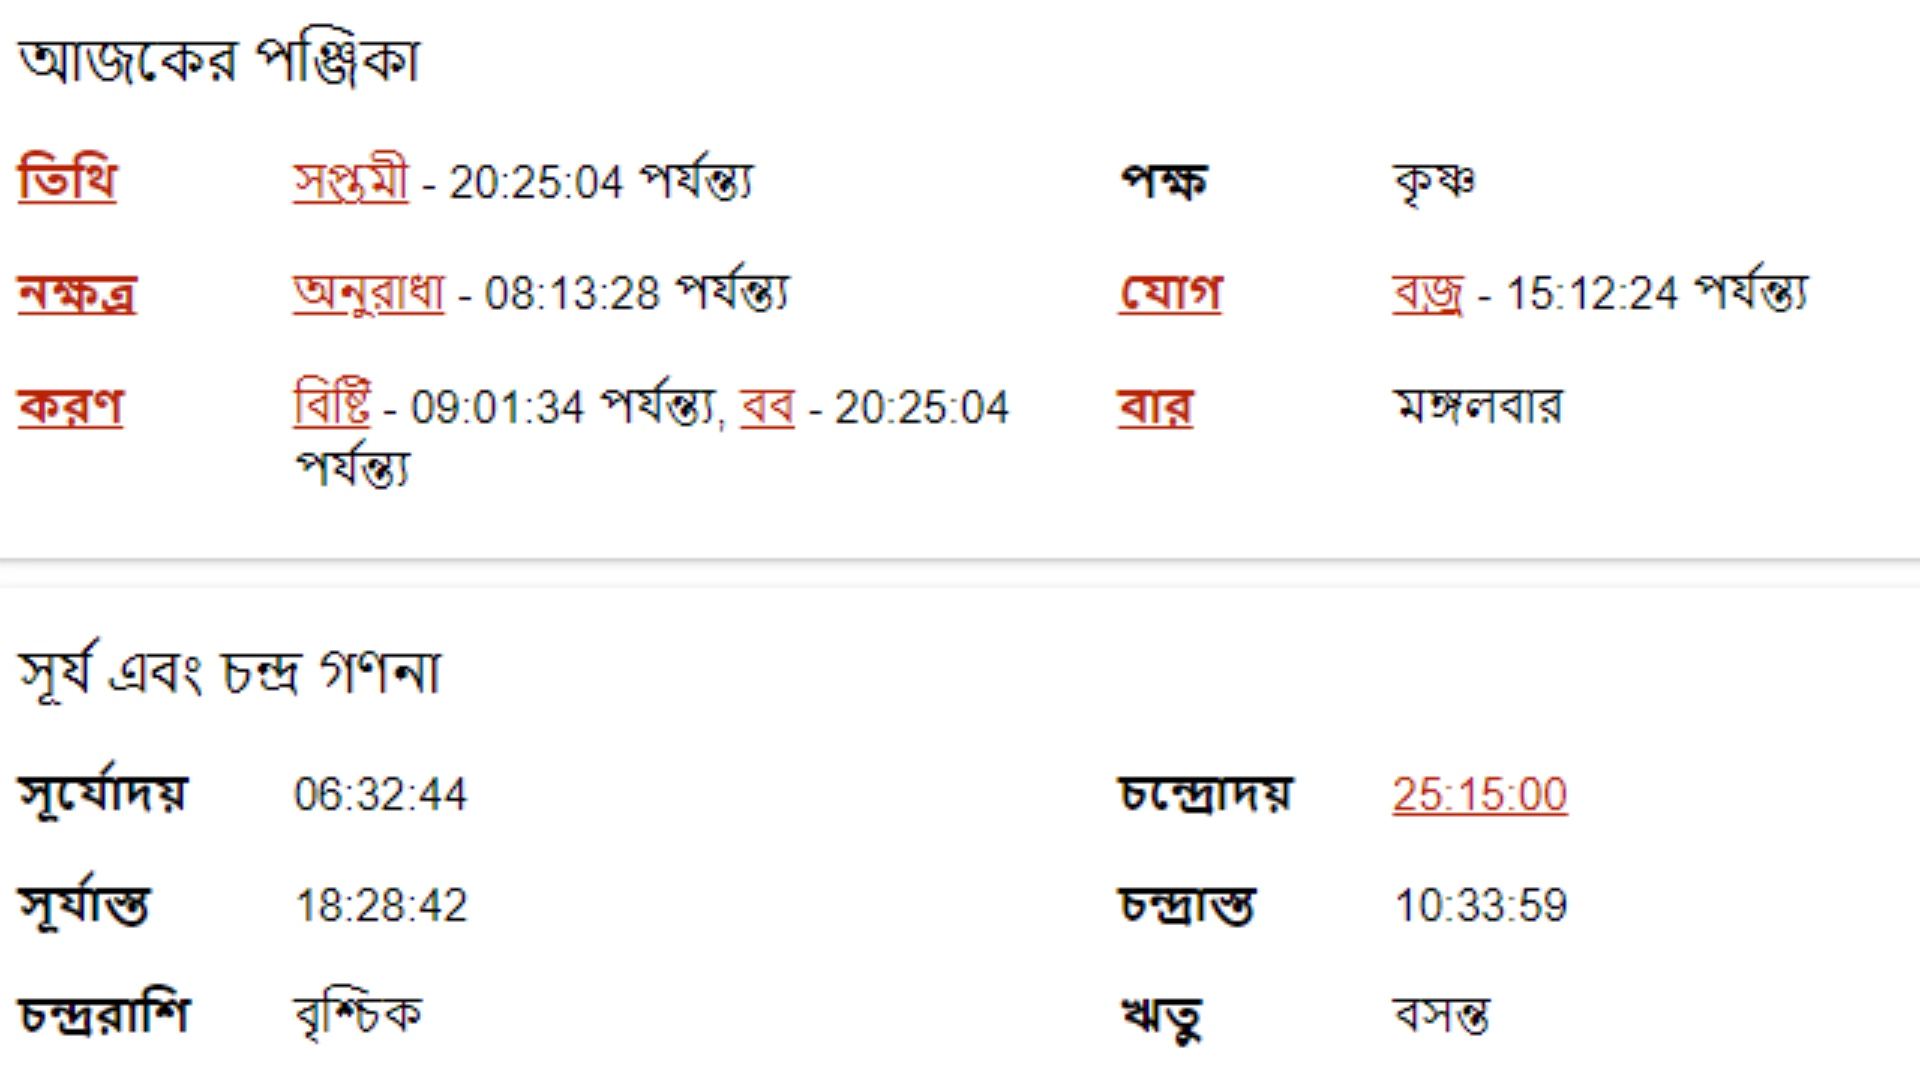 আজকের পঞ্জিকা
তিথি সপ্তমী - 20:25:04 পর্যন্ত্য পক্ষ কৃষ্ণ
নক্ষত্র অনুরাধা - 08:13:28 পর্যন্ত্য যোগ বজ্র - 15:12:24 পর্যন্ত্য
করণ বিষ্টি - 09:01:34 পর্যন্ত্য, বব - 20:25:04 বার মঙ্গলবার
পর্যন্ত্য
সূর্য এবং চন্দ্র গণনা
সূর্যোদয় 06:32:44 চন্দ্রোদয় 25:15:00
সূর্যাস্ত 18:28:42 চন্দ্রাস্ত 10:33:59
চন্দ্ররাশি বৃশ্চিক ঋতু বসন্ত